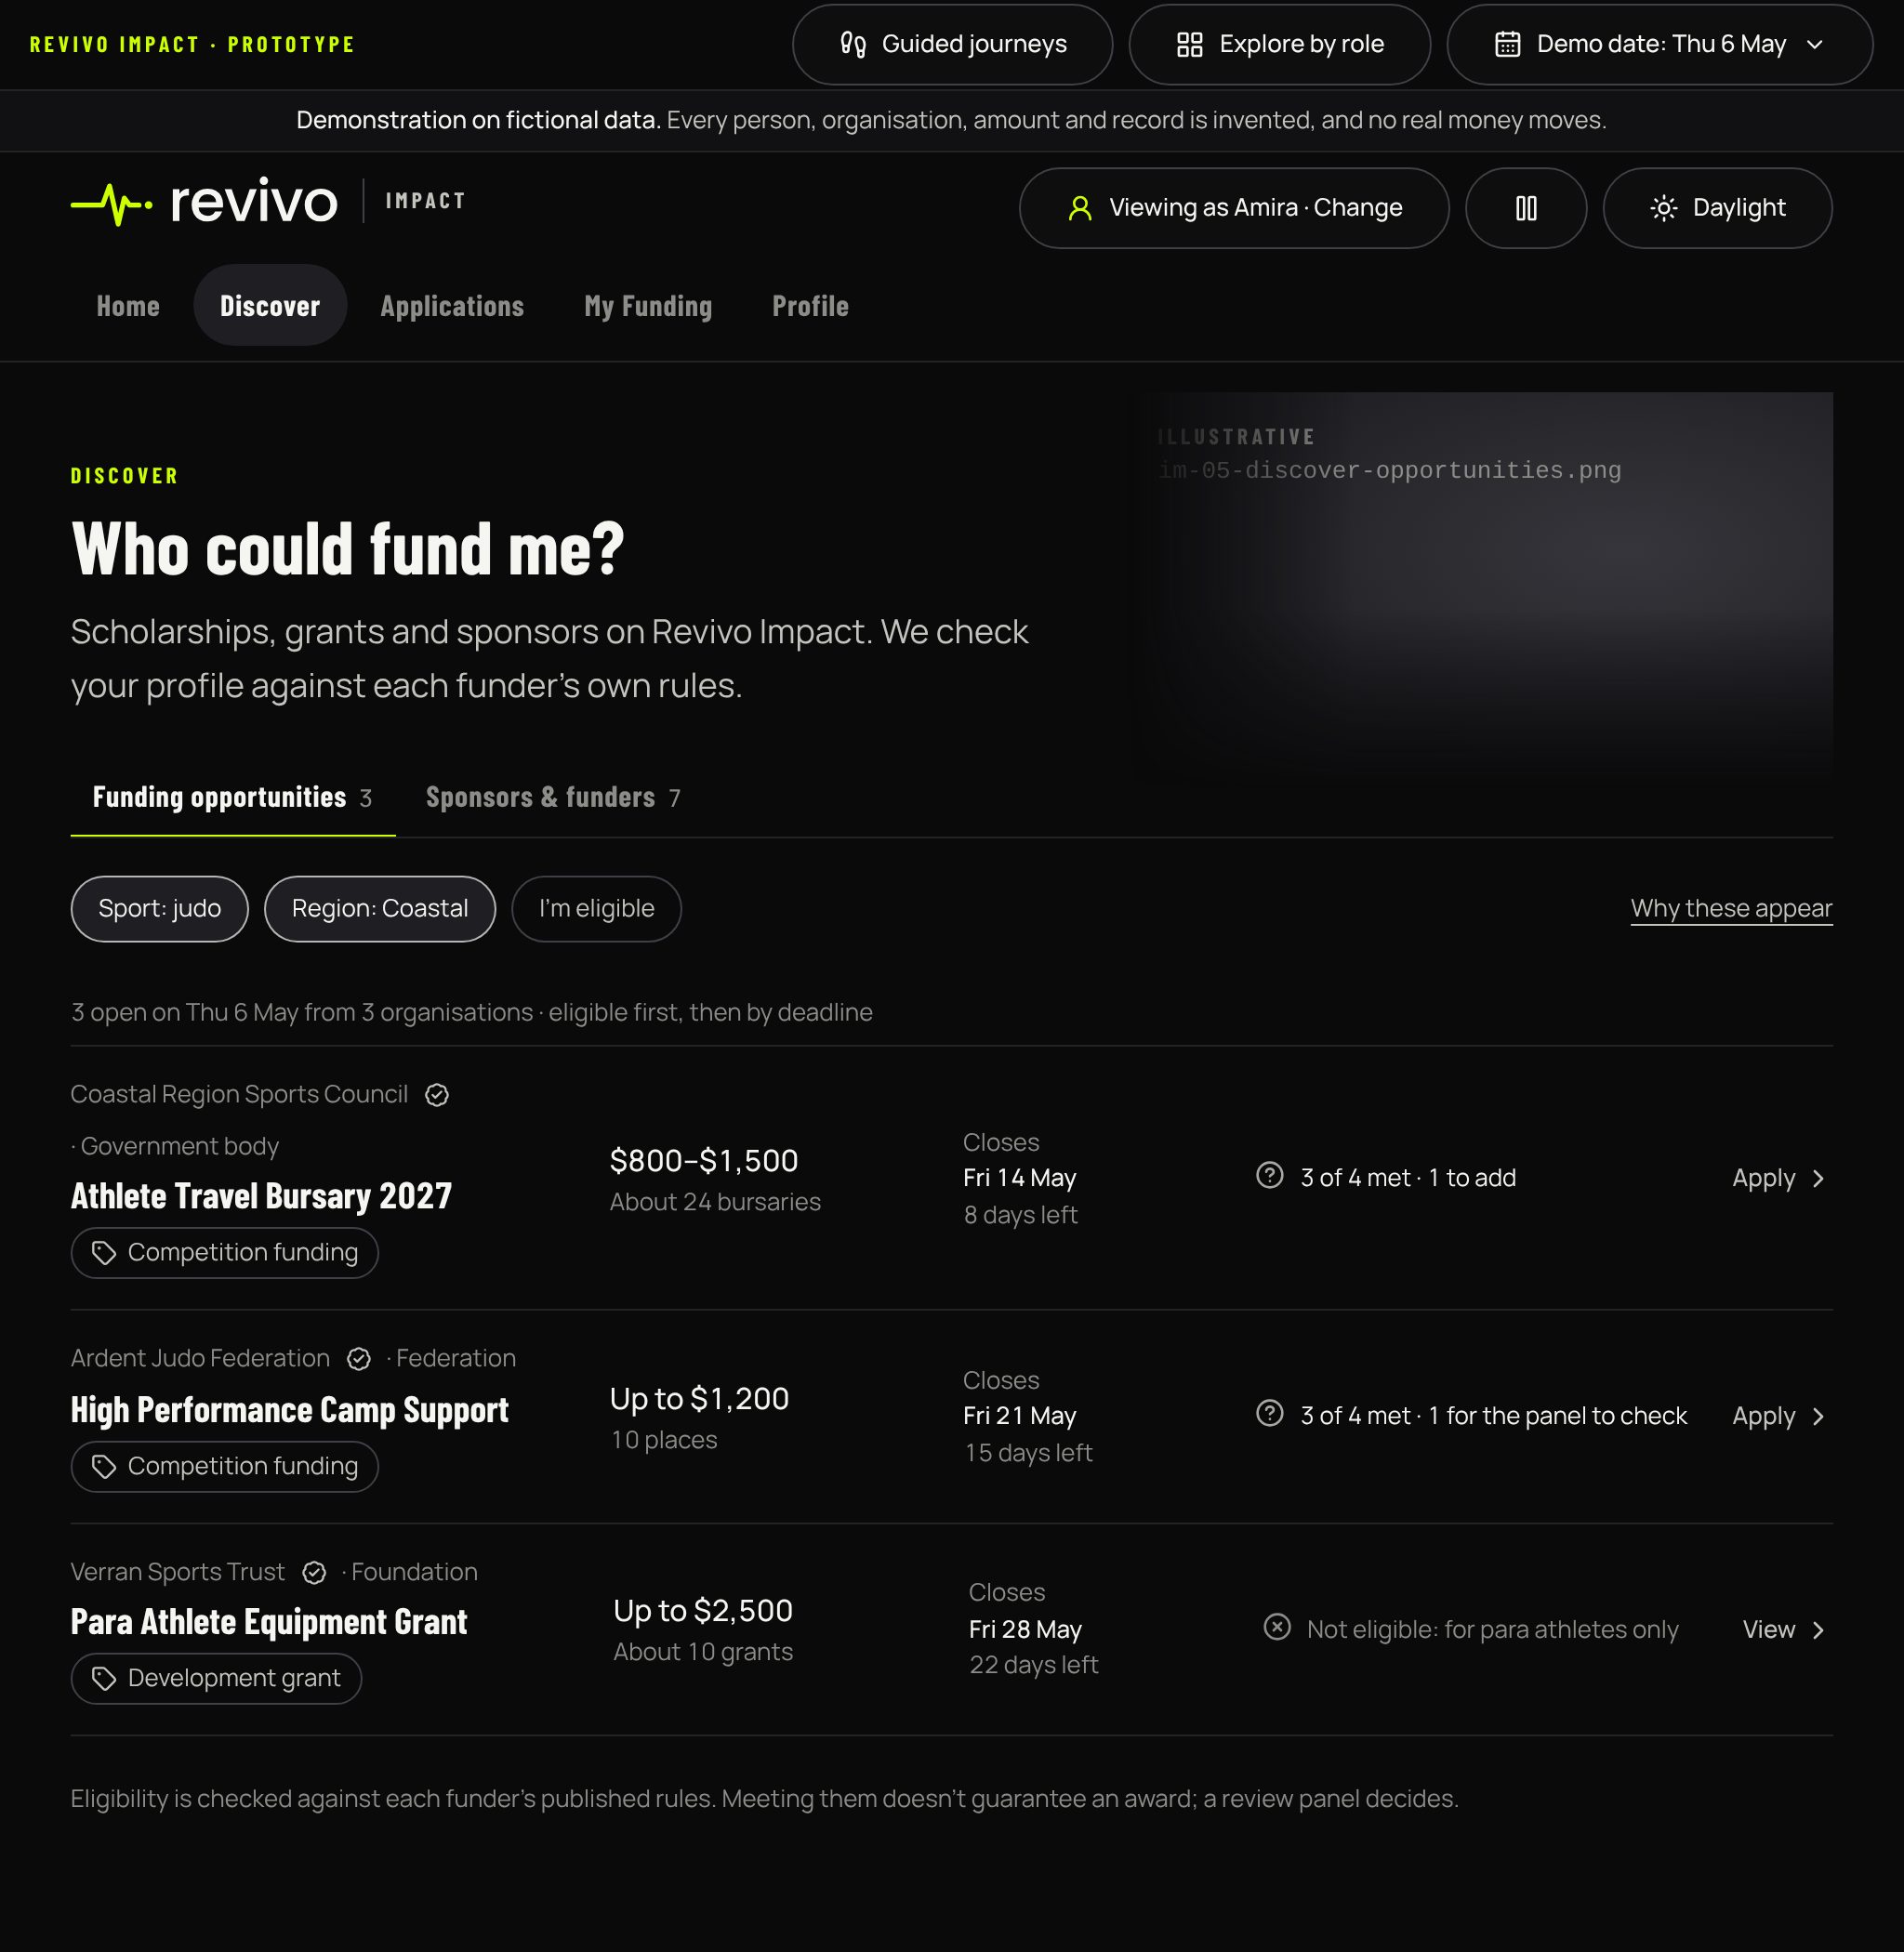 REVIVO IMPACT · PROTOTYPE
Guided journeys
Explore by role
Demo date: Thu 6 May
Demonstration on fictional data. Every person, organisation, amount and record is invented, and no real money moves.
revivo
IMPACT
Viewing as Amira · Change
Daylight
Home
Discover
Applications
My Funding
Profile
ILLUSTRATIVE
im-05-discover-opportunities.png
DISCOVER
Who could fund me?
Scholarships, grants and sponsors on Revivo Impact. We check
your profile against each funder’s own rules.
Funding opportunities 3
Sponsors & funders 7
Sport: judo
Region: Coastal
I’m eligible
Why these appear
3 open on Thu 6 May from 3 organisations · eligible first, then by deadline
Coastal Region Sports Council
· Government body
Athlete Travel Bursary 2027
Competition funding
$800–$1,500
About 24 bursaries
Closes
Fri 14 May
8 days left
3 of 4 met · 1 to add
Apply
Ardent Judo Federation · Federation
High Performance Camp Support
Competition funding
Up to $1,200
10 places
Closes
Fri 21 May
15 days left
3 of 4 met · 1 for the panel to check
Apply
Verran Sports Trust · Foundation
Para Athlete Equipment Grant
Development grant
Up to $2,500
About 10 grants
Closes
Fri 28 May
22 days left
Not eligible: for para athletes only
View
Eligibility is checked against each funder’s published rules. Meeting them doesn’t guarantee an award; a review panel decides.